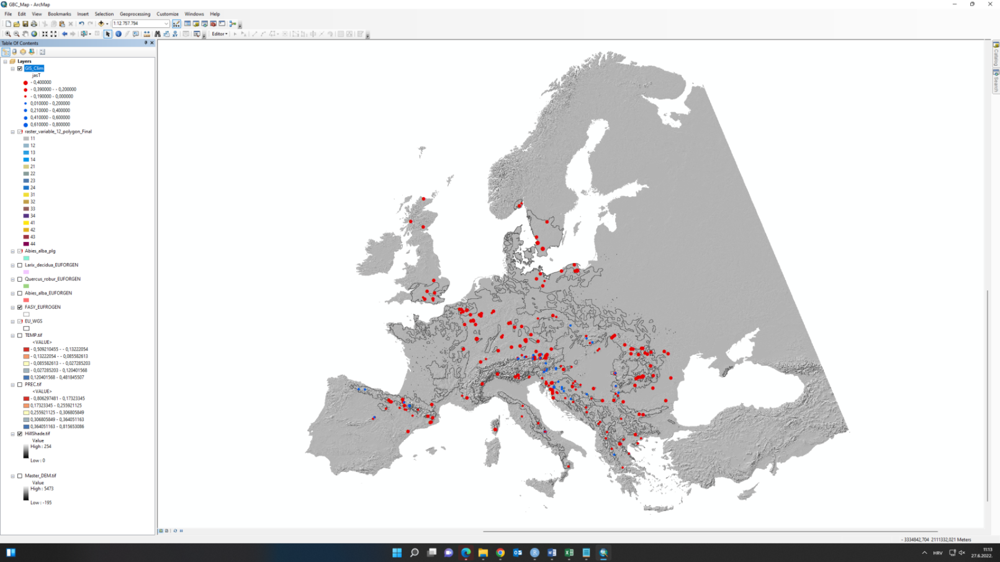 GBC_Map - ArcMap
File Edit View Bookmarks Insert Selection Geoprocessing Customize Windows Help
1:12.757.754
Editor
Table Of Contents
Layers
GIS_Clim
jasT
- 0,400000
- 0,390000 - - 0,200000
- 0,190000 - 0,000000
0,010000 - 0,200000
0,210000 - 0,400000
0,410000 - 0,600000
0,610000 - 0,800000
raster_variable_12_polygon_Final
11
12
13
14
21
22
23
24
31
32
33
34
41
42
43
44
Abies_alba_plg
Larix_decidua_EUFORGEN
Quercus_robur_EUFORGEN
Abies_alba_EUFORGEN
FASY_EUFROGEN
EU_WGS
TEMP.tif
<VALUE>
- 0,509210455 - - 0,13222054
- 0,13222054 - - 0,085582613
- 0,085582613 - - 0,027285203
- 0,027285203 - 0,120401568
0,120401568 - 0,481845507
PREC.tif
<VALUE>
- 0,806297481 - 0,17323345
0,17323345 - 0,255921125
0,255921125 - 0,306805849
0,306805849 - 0,364051163
0,364051163 - 0,815653086
HillShade.tif
Value
High : 254
Low : 0
Master_DEM.tif
Value
High : 5473
Low : -195
Catalog
Search
- 3334842,704 2111332,021 Meters
HRV
11:13
27.6.2022.